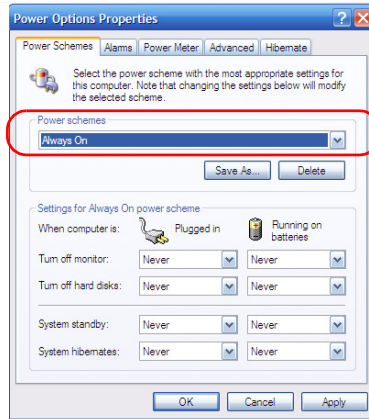 Power Options Properties
Power Schemes Alarms Power Meter Advanced Hibernate
Select the power scheme with the most appropriate settings for
this computer. Note that changing the settings below will modify
the selected scheme.
Power schemes
Always On
Save As... Delete
Settings for Always On power scheme
When computer is: Plugged in Running on
batteries
Turn off monitor: Never Never
Turn off hard disks: Never Never
System standby: Never Never
System hibernates: Never Never
OK Cancel Apply